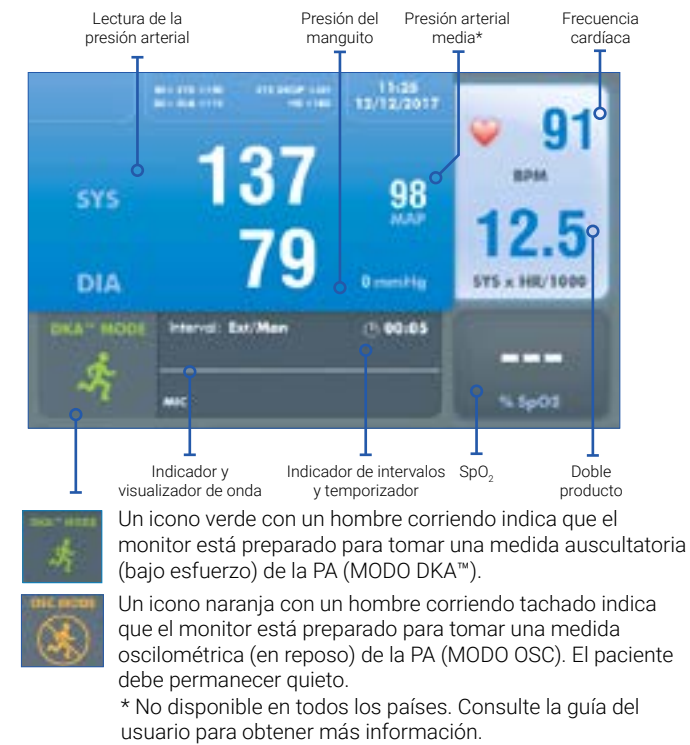 Lectura de la
presión arterial
Presión del
manguito
Presión arterial
media*
Frecuencia
cardíaca
11:25
12/12/2017
137
SYS
98
MAP
79
DIA
0 mmHg
91
BPM
12.5
SYS x HR/1000
DKA™ MODE
Interval: Ext/Man
00:05
MIC
---
% SpO2
Indicador y
visualizador de onda
Indicador de intervalos
y temporizador
SpO₂
Doble
producto
DKA™ MODE
Un icono verde con un hombre corriendo indica que el
monitor está preparado para tomar una medida auscultatoria
(bajo esfuerzo) de la PA (MODO DKA™).
OSC MODE
Un icono naranja con un hombre corriendo tachado indica
que el monitor está preparado para tomar una medida
oscilométrica (en reposo) de la PA (MODO OSC). El paciente
debe permanecer quieto.
* No disponible en todos los países. Consulte la guía del
usuario para obtener más información.